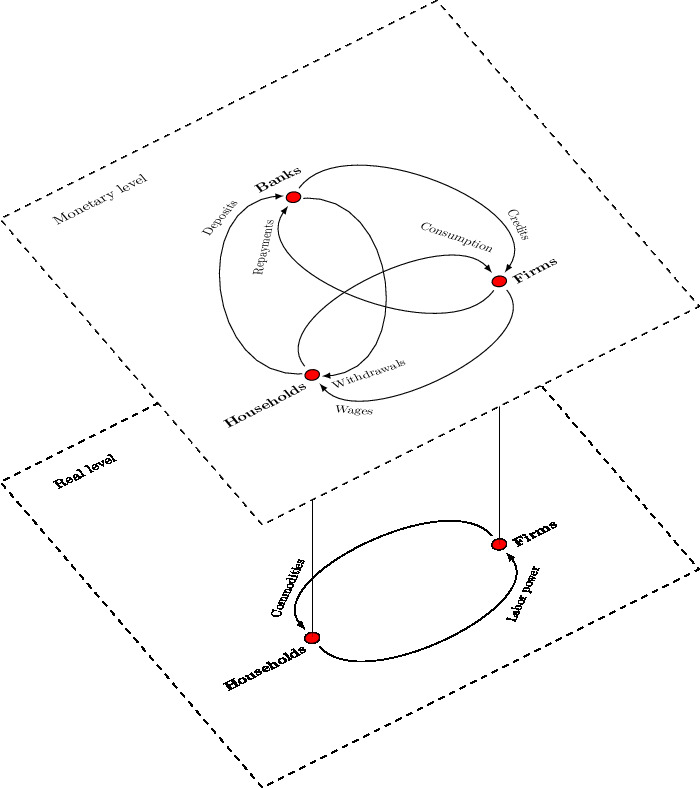 Monetary level
Banks
Deposits
Repayments
Credits
Consumption
Firms
Withdrawals
Households
Wages
Real level
Firms
Commodities
Labor power
Households